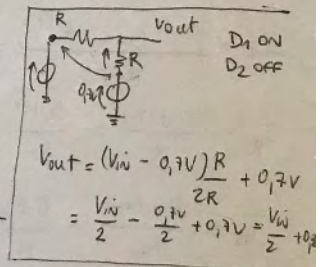 R
Vout
D1 ON
R
D2 OFF
0,7V
Vout = (Vin - 0,7V) R / 2R + 0,7V
= Vin / 2 - 0,7V / 2 + 0,7V = Vin / 2 +0,